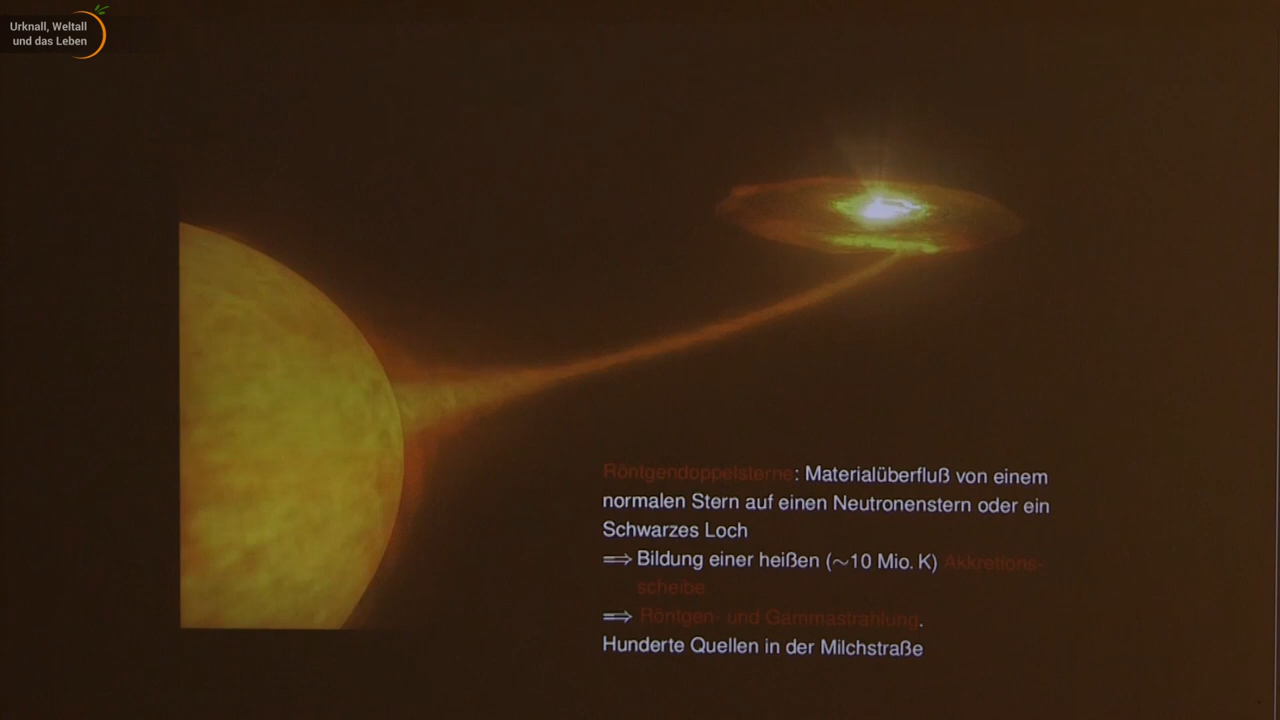 Urknall, Weltall
und das Leben
Röntgendoppelsterne: Materialüberfluß von einem
normalen Stern auf einen Neutronenstern oder ein
Schwarzes Loch
⟹ Bildung einer heißen (∼10 Mio. K) Akkretions-
scheibe
⟹ Röntgen- und Gammastrahlung.
Hunderte Quellen in der Milchstraße